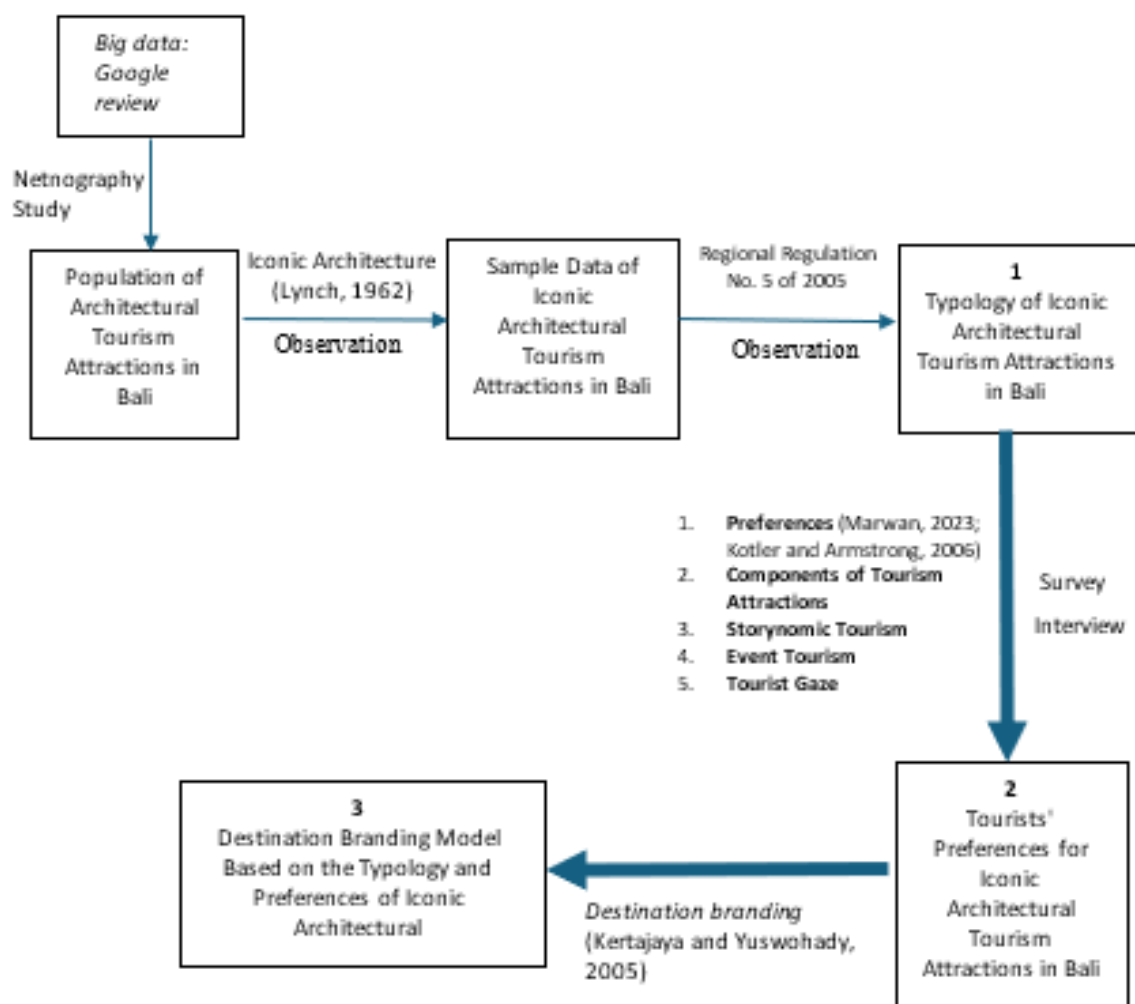 Big data:
Google
review
Netnography
Study
Population of
Architectural
Tourism
Attractions in
Bali
Iconic Architecture
(Lynch, 1962)
Observation
Sample Data of
Iconic
Architectural
Tourism
Attractions in Bali
Regional Regulation
No. 5 of 2005
Observation
1
Typology of Iconic
Architectural
Tourism Attractions
in Bali
1. Preferences (Marwan, 2023;
Kotler and Armstrong, 2006)
2. Components of Tourism
Attractions
3. Storynomic Tourism
4. Event Tourism
5. Tourist Gaze
Survey
Interview
2
Tourists'
Preferences for
Iconic
Architectural
Tourism
Attractions in Bali
Destination branding
(Kertajaya and Yuswohady,
2005)
3
Destination Branding Model
Based on the Typology and
Preferences of Iconic
Architectural